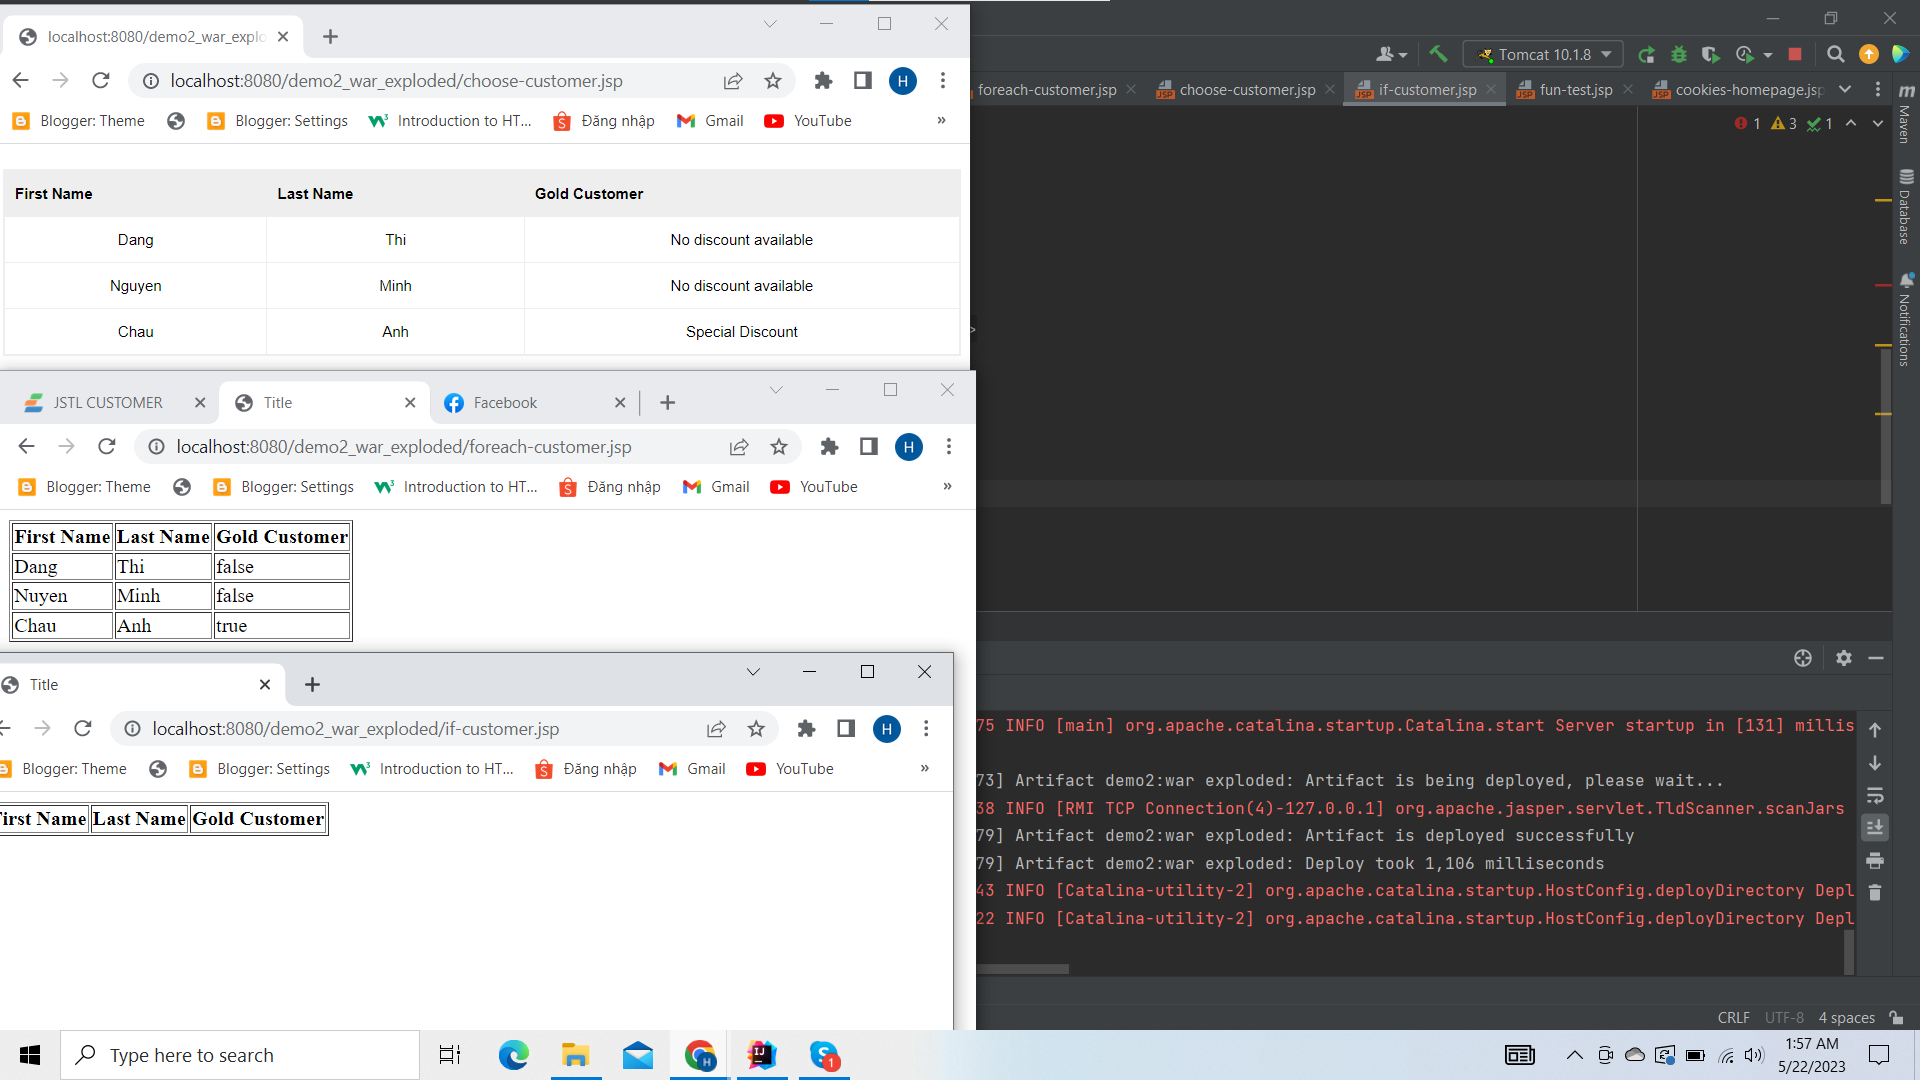 localhost:8080/demo2_war_explo
localhost:8080/demo2_war_exploded/choose-customer.jsp
H
Blogger: Theme
Blogger: Settings
Introduction to HT...
Đăng nhập
Gmail
YouTube
»
First Name Last Name Gold Customer
Dang Thi No discount available
Nguyen Minh No discount available
Chau Anh Special Discount
JSTL CUSTOMER
Title
Facebook
localhost:8080/demo2_war_exploded/foreach-customer.jsp
H
Blogger: Theme
Blogger: Settings
Introduction to HT...
Đăng nhập
Gmail
YouTube
»
First Name Last Name Gold Customer
Dang Thi false
Nuyen Minh false
Chau Anh true
Title
localhost:8080/demo2_war_exploded/if-customer.jsp
H
Blogger: Theme
Blogger: Settings
Introduction to HT...
Đăng nhập
Gmail
YouTube
»
First Name Last Name Gold Customer
Tomcat 10.1.8
foreach-customer.jsp
choose-customer.jsp
if-customer.jsp
fun-test.jsp
cookies-homepage.jsp
1 3 1
>
m
Maven
Database
Notifications
75 INFO [main] org.apache.catalina.startup.Catalina.start Server startup in [131] millis
73] Artifact demo2:war exploded: Artifact is being deployed, please wait...
38 INFO [RMI TCP Connection(4)-127.0.0.1] org.apache.jasper.servlet.TldScanner.scanJars
79] Artifact demo2:war exploded: Artifact is deployed successfully
79] Artifact demo2:war exploded: Deploy took 1,106 milliseconds
43 INFO [Catalina-utility-2] org.apache.catalina.startup.HostConfig.deployDirectory Depl
22 INFO [Catalina-utility-2] org.apache.catalina.startup.HostConfig.deployDirectory Depl
CRLF UTF-8 4 spaces
Type here to search
1:57 AM
5/22/2023